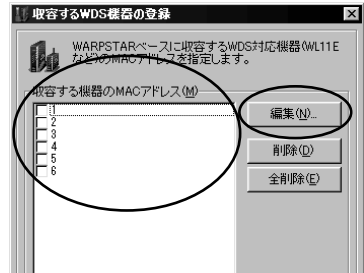 収容するWDS機器の登録
WARPSTARベースに収容するWDS対応機器(WL11E
などのMACアドレスを指定します。
収容する機器のMACアドレス(M)
1
2
3
4
5
6
編集(N)...
削除(D)
全削除(E)